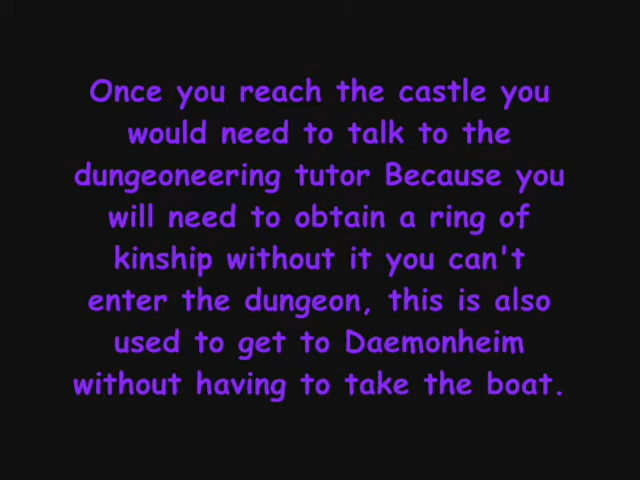 Once you reach the castle you
would need to talk to the
dungeoneering tutor Because you
will need to obtain a ring of
kinship without it you can't
enter the dungeon, this is also
used to get to Daemonheim
without having to take the boat.